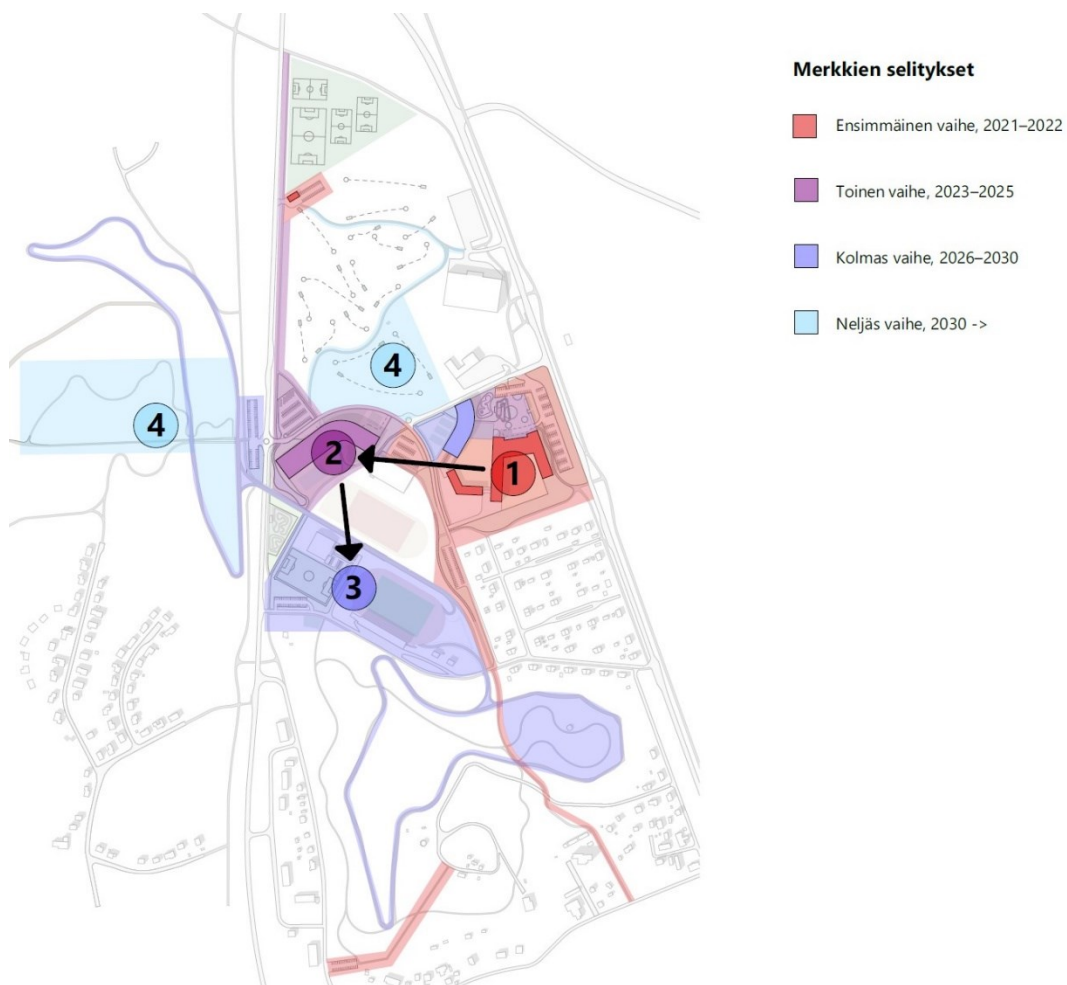 Merkkien selitykset
Ensimmäinen vaihe, 2021–2022
Toinen vaihe, 2023–2025
Kolmas vaihe, 2026–2030
Neljäs vaihe, 2030 ->
4
4
2
1
3